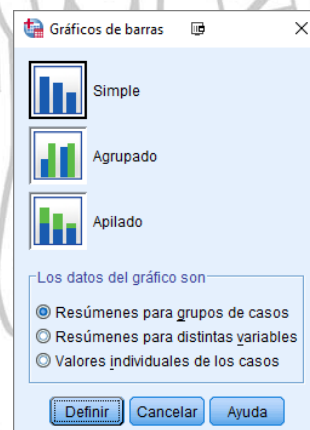 Gráficos de barras
Simple
Agrupado
Apilado
Los datos del gráfico son
Resúmenes para grupos de casos
Resúmenes para distintas variables
Valores individuales de los casos
Definir Cancelar Ayuda